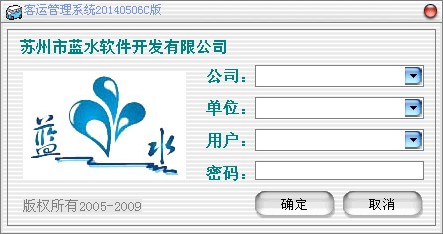 客运管理系统20140506C版
苏州市蓝水软件开发有限公司
公司：
单位：
用户：
密码：
蓝水
版权所有2005-2009
确定
取消